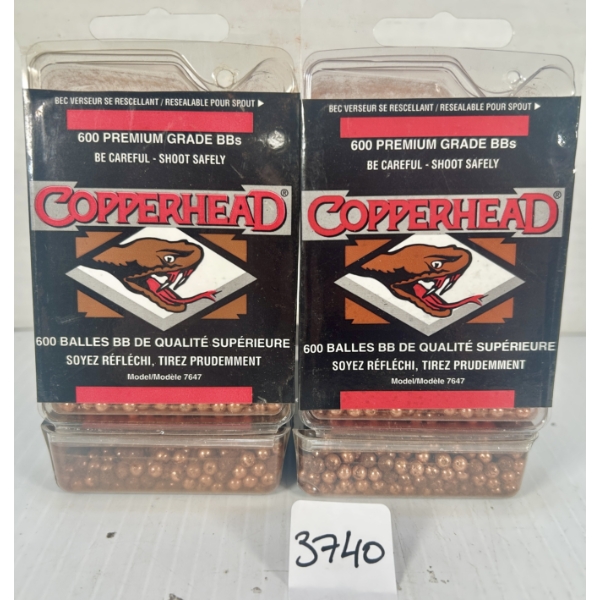 BEC VERSEUR SE RESCELLANT / RESEALABLE POUR SPOUT ▶
600 PREMIUM GRADE BBs
BE CAREFUL - SHOOT SAFELY
COPPERHEAD®
600 BALLES BB DE QUALITÉ SUPÉRIEURE
SOYEZ RÉFLÉCHI, TIREZ PRUDEMMENT
Model/Modèle 7647
BEC VERSEUR SE RESCELLANT / RESEALABLE POUR SPOUT ▶
600 PREMIUM GRADE BBs
BE CAREFUL - SHOOT SAFELY
COPPERHEAD®
600 BALLES BB DE QUALITÉ SUPÉRIEURE
SOYEZ RÉFLÉCHI, TIREZ PRUDEMMENT
Model/Modèle 7647
3740